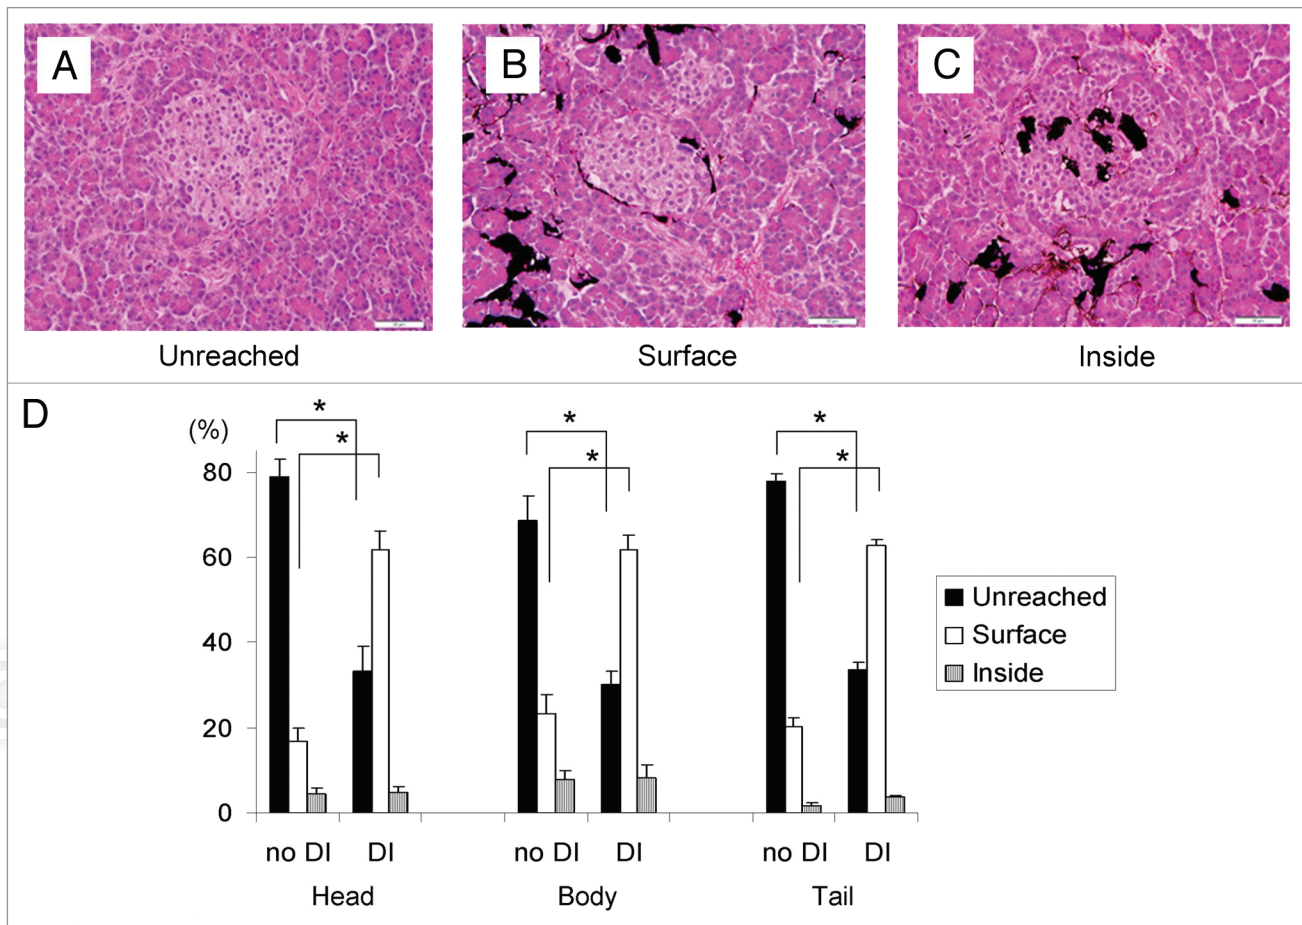 A
B
C
Unreached
Surface
Inside
D
(%)
80
60
40
20
0
*
*
*
*
*
*
Unreached
Surface
Inside
no DI
DI
no DI
DI
no DI
DI
Head
Body
Tail